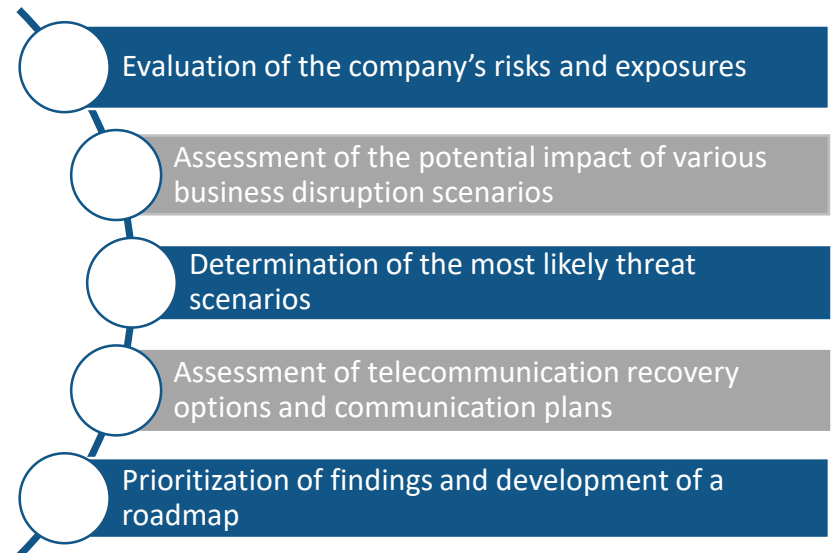 Evaluation of the company’s risks and exposures
Assessment of the potential impact of various
business disruption scenarios
Determination of the most likely threat
scenarios
Assessment of telecommunication recovery
options and communication plans
Prioritization of findings and development of a
roadmap